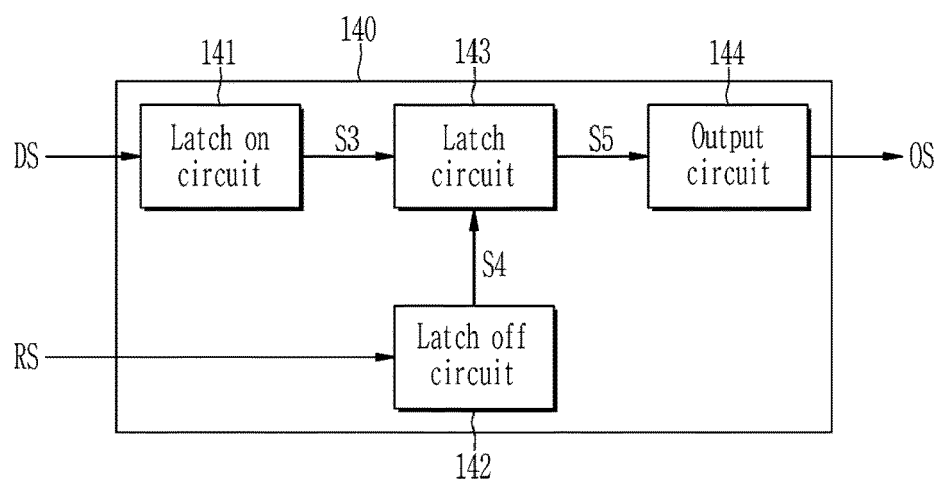 140
141
143
144
DS
Latch on
circuit
S3
Latch
circuit
S5
Output
circuit
OS
S4
RS
Latch off
circuit
142